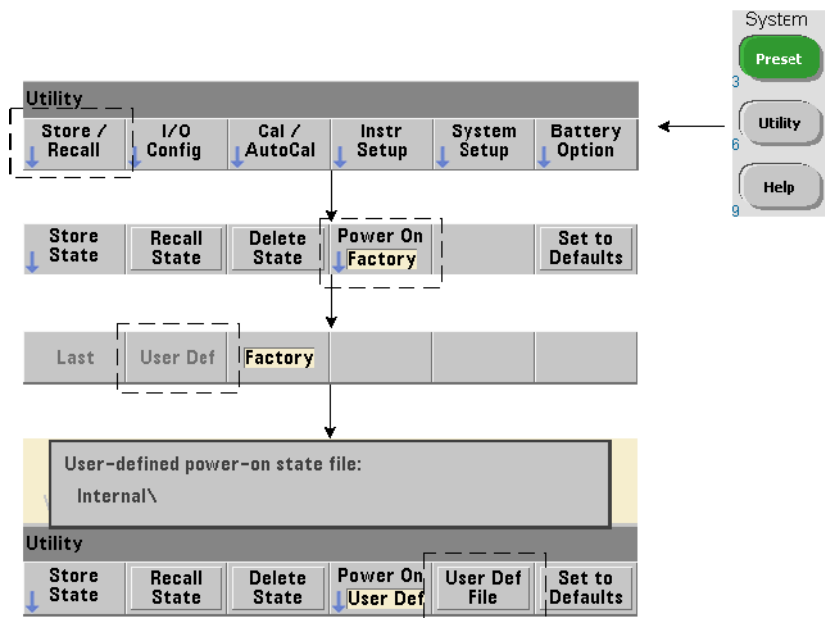 System
Preset
3
Utility
6
Help
9
Utility
Store / Recall
I/O Config
Cal / AutoCal
Instr Setup
System Setup
Battery Option
Store State
Recall State
Delete State
Power On Factory
Set to Defaults
Last
User Def
Factory
User-defined power-on state file:
Internal\
Utility
Store State
Recall State
Delete State
Power On User Def
User Def File
Set to Defaults